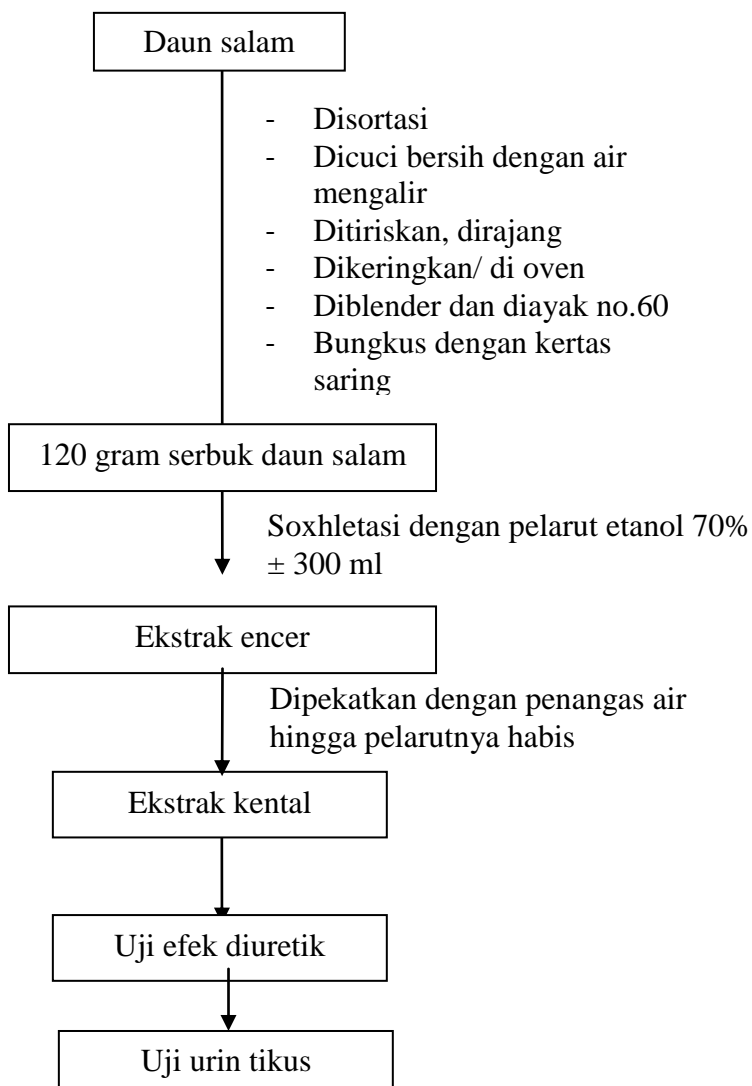 Daun salam
- Disortasi
- Dicuci bersih dengan air
mengalir
- Ditiriskan, dirajang
- Dikeringkan/ di oven
- Diblender dan diayak no.60
- Bungkus dengan kertas
saring
120 gram serbuk daun salam
Soxhletasi dengan pelarut etanol 70%
± 300 ml
Ekstrak encer
Dipekatkan dengan penangas air
hingga pelarutnya habis
Ekstrak kental
Uji efek diuretik
Uji urin tikus